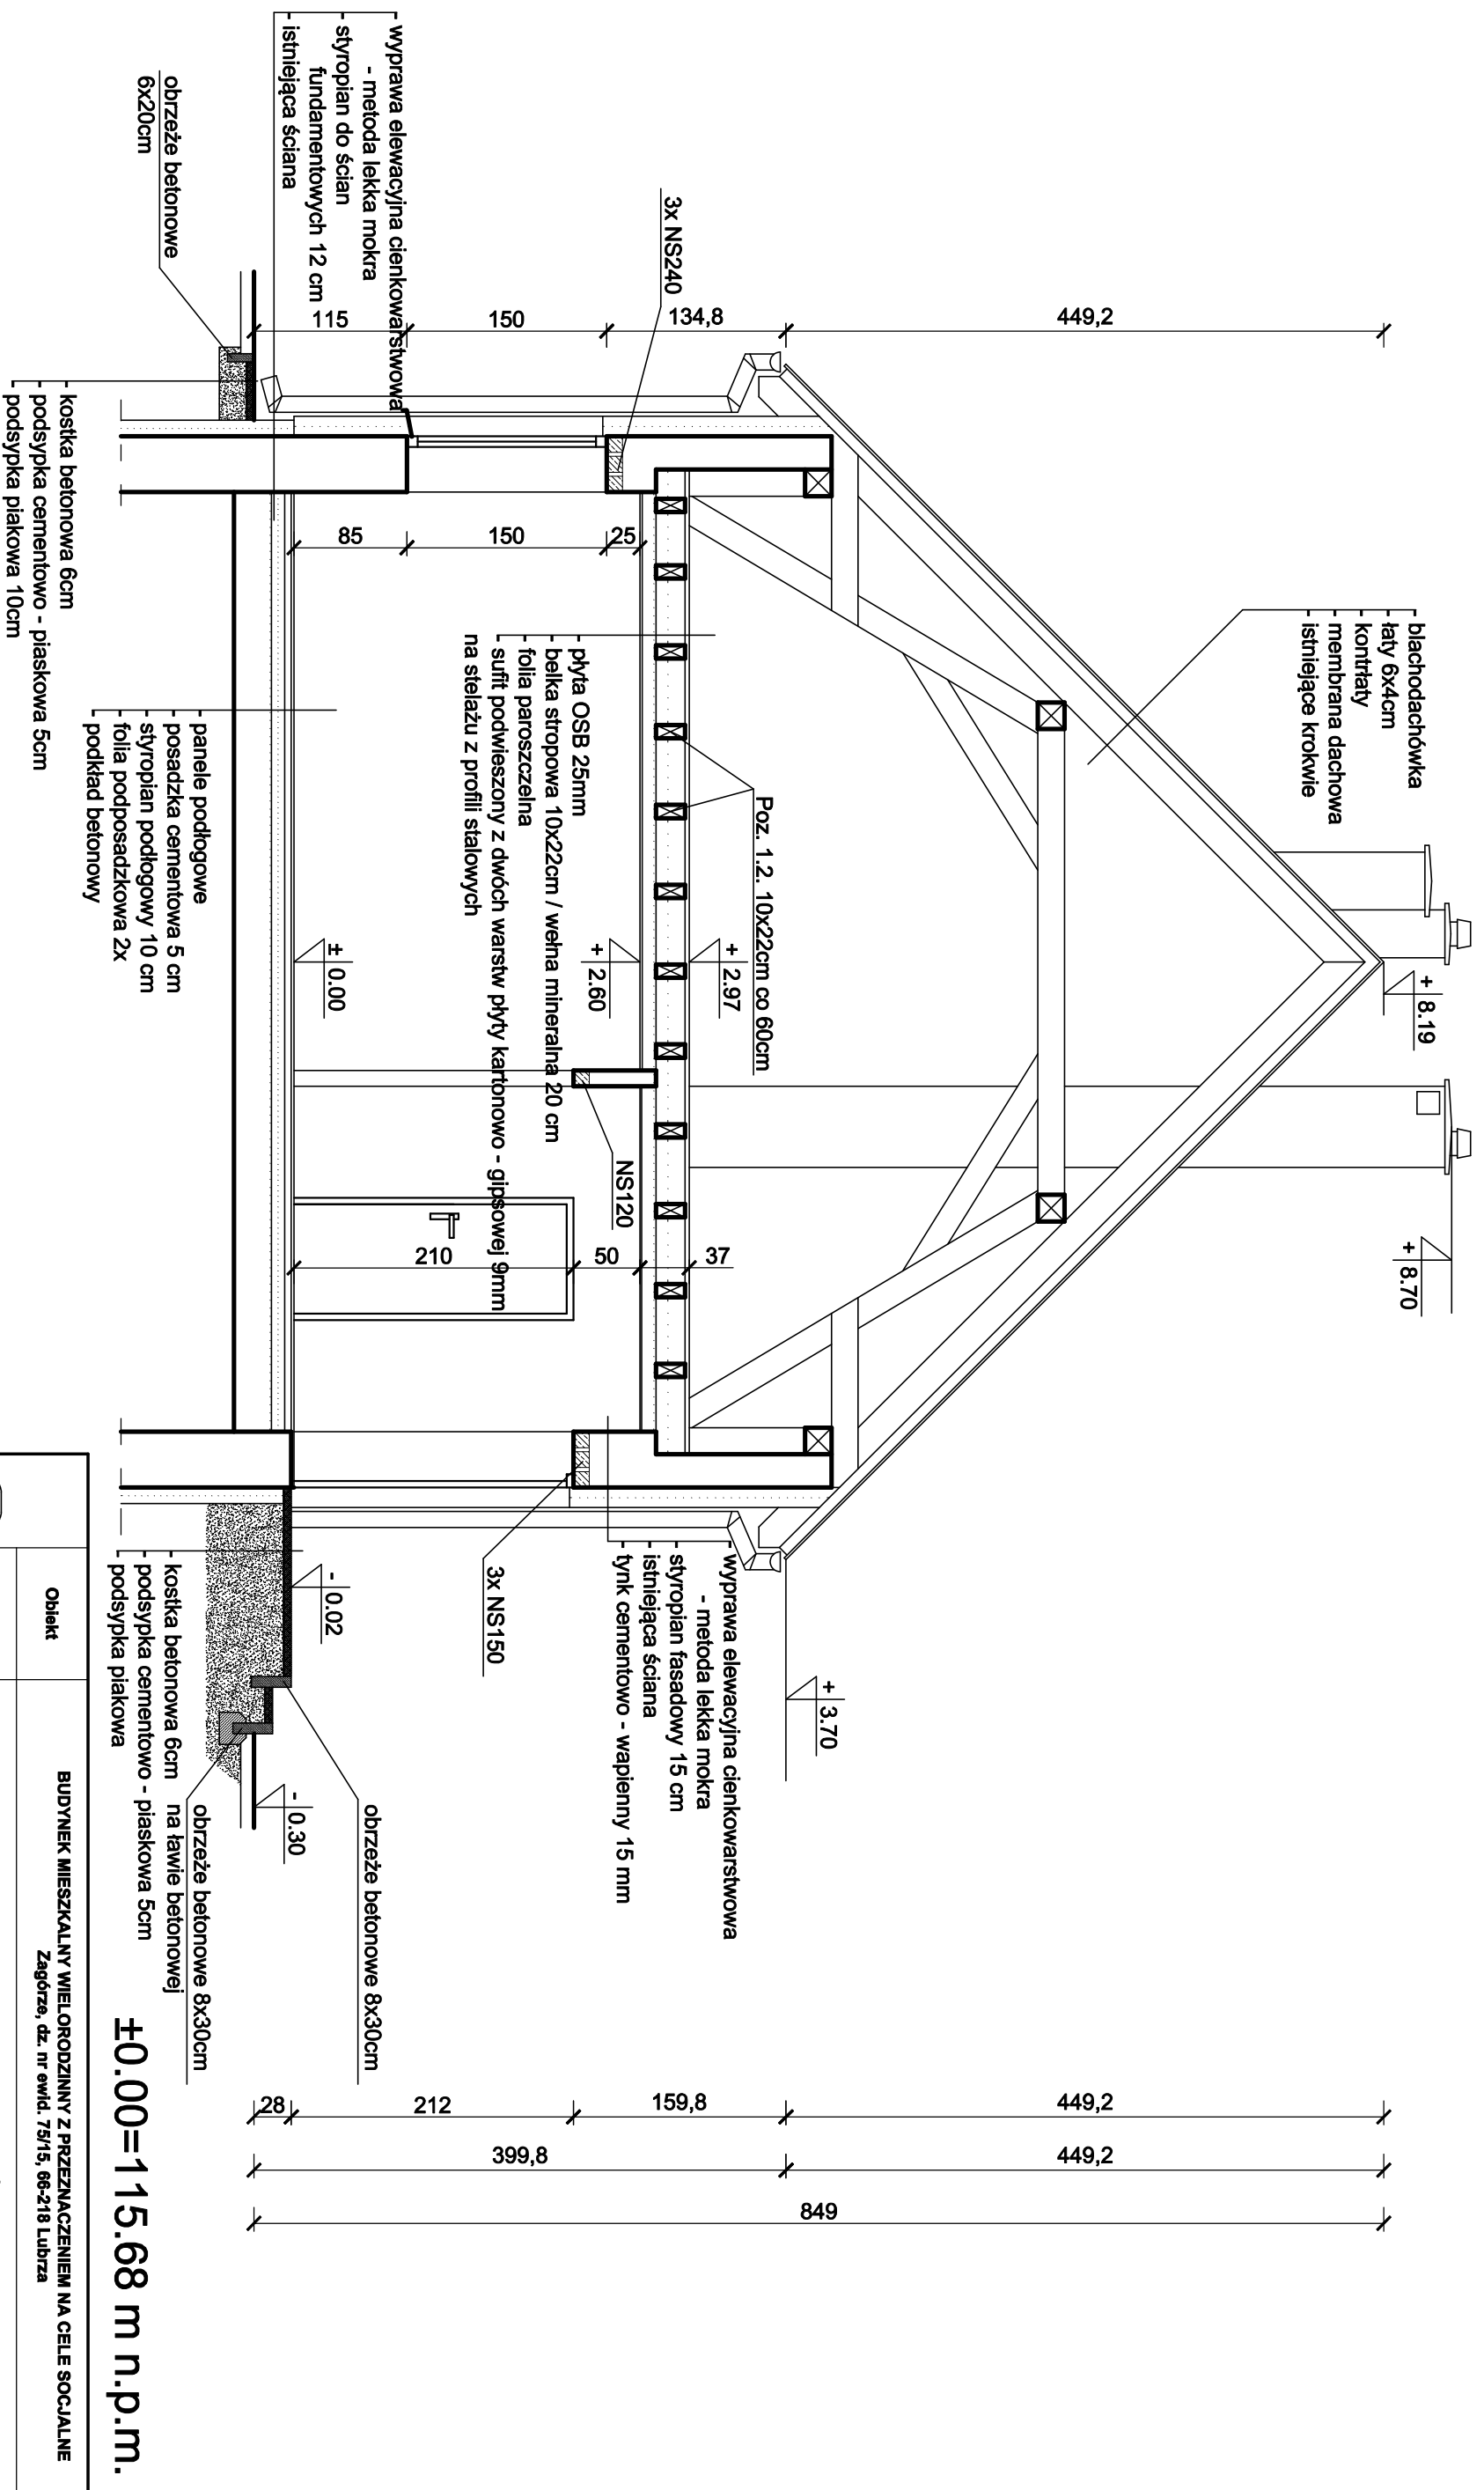 blachodachówka
łaty 6x4cm
kontrłaty
membrana dachowa
istniejące krokwie
+ 8.19
+ 8.70
449,2
134,8
150
115
3x NS240
wyprawa elewacyjna cienkowarstwowa
- metoda lekka mokra
styropian do ścian
fundamentowych 12 cm
istniejąca ściana
obrzeże betonowe
6x20cm
kostka betonowa 6cm
podsypka cementowo - piaskowa 5cm
podsypka piakowa 10cm
25
150
85
Poz. 1.2. 10x22cm co 60cm
+ 2.97
+ 2.60
± 0.00
płyta OSB 25mm
belka stropowa 10x22cm / wełna mineralna 20 cm
folia paroszczelna
sufit podwieszony z dwóch warstw płyty kartonowo - gipsowej 9mm
na stelażu z profili stalowych
panele podłogowe
posadzka cementowa 5 cm
styropian podłogowy 10 cm
folia podposadzkowa 2x
podkład betonowy
NS120
37
50
210
+ 3.70
wyprawa elewacyjna cienkowarstwowa
- metoda lekka mokra
styropian fasadowy 15 cm
istniejąca ściana
tynk cementowo - wapienny 15 mm
3x NS150
- 0.02
- 0.30
obrzeże betonowe 8x30cm
obrzeże betonowe 8x30cm
na ławie betonowej
kostka betonowa 6cm
podsypka cementowo - piaskowa 5cm
podsypka piakowa
449,2
159,8
212
28
449,2
399,8
849
±0.00=115.68 m n.p.m.
Obiekt
BUDYNEK MIESZKALNY WIELORODZINNY Z PRZEZNACZENIEM NA CELE SOCJALNE
Zagórze, dz. nr ewid. 75/15, 66-218 Lubrza